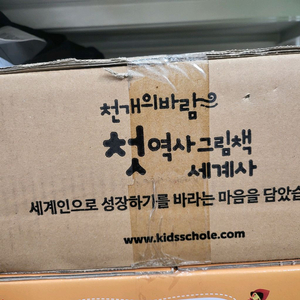 천개의바람
첫역사그림책
세계사
세계인으로 성장하기를 바라는 마음을 담았습
www.kidsschole.com